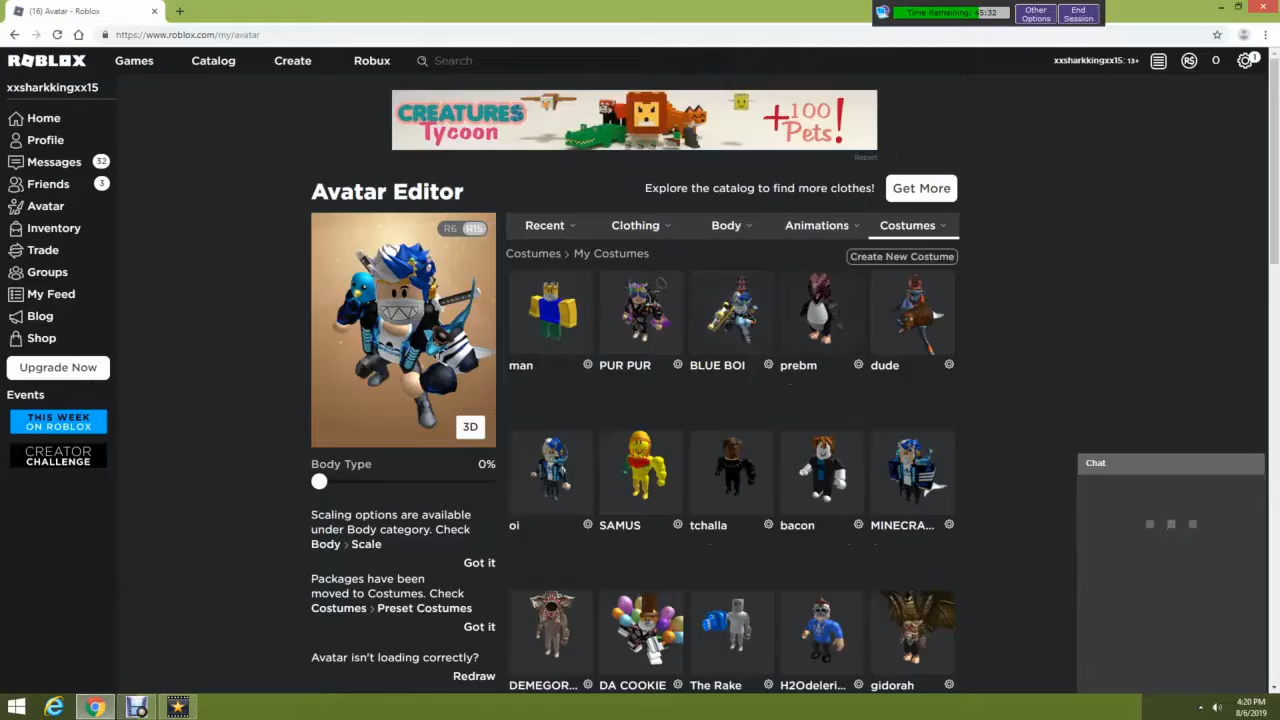 (16) Avatar - Roblox
Time Remaining: 45:32
Other Options
End Session
https://www.roblox.com/my/avatar
ROBLOX
Games
Catalog
Create
Robux
Search
xxsharkkingxx15: 13+
0
1
xxsharkkingxx15
Home
Profile
Messages 32
Friends 3
Avatar
Inventory
Trade
Groups
My Feed
Blog
Shop
Upgrade Now
Events
THIS WEEK
ON ROBLOX
CREATOR
CHALLENGE
CREATURES
Tycoon
+100
Pets!
Report
Avatar Editor
Explore the catalog to find more clothes!
Get More
R6 R15
3D
Body Type 0%
Scaling options are available
under Body category. Check
Body > Scale
Got it
Packages have been
moved to Costumes. Check
Costumes > Preset Costumes
Got it
Avatar isn't loading correctly?
Redraw
Recent
Clothing
Body
Animations
Costumes
Costumes > My Costumes
Create New Costume
man
PUR PUR
BLUE BOI
prebm
dude
oi
SAMUS
tchalla
bacon
MINECRA...
DEMEGOR...
DA COOKIE
The Rake
H2Odeleri...
gidorah
Chat
4:20 PM
8/6/2019